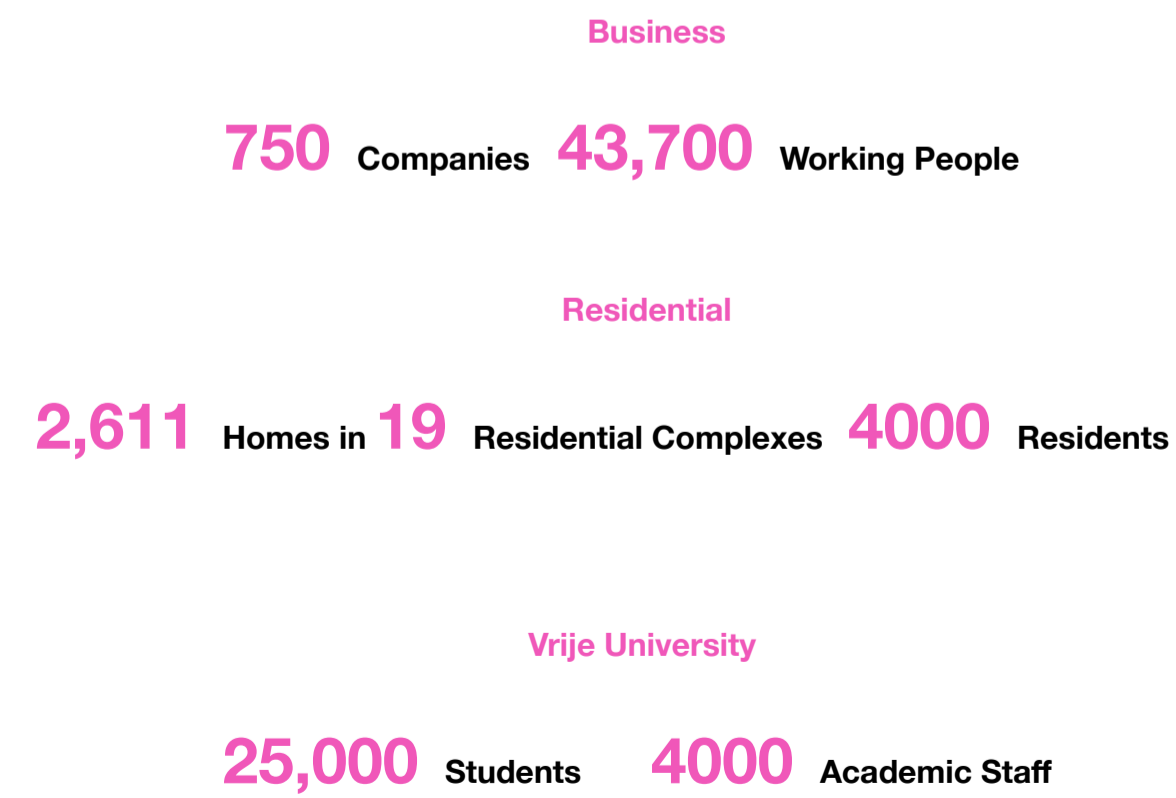 Business
750 Companies 43,700 Working People
Residential
2,611 Homes in 19 Residential Complexes 4000 Residents
Vrije University
25,000 Students 4000 Academic Staff